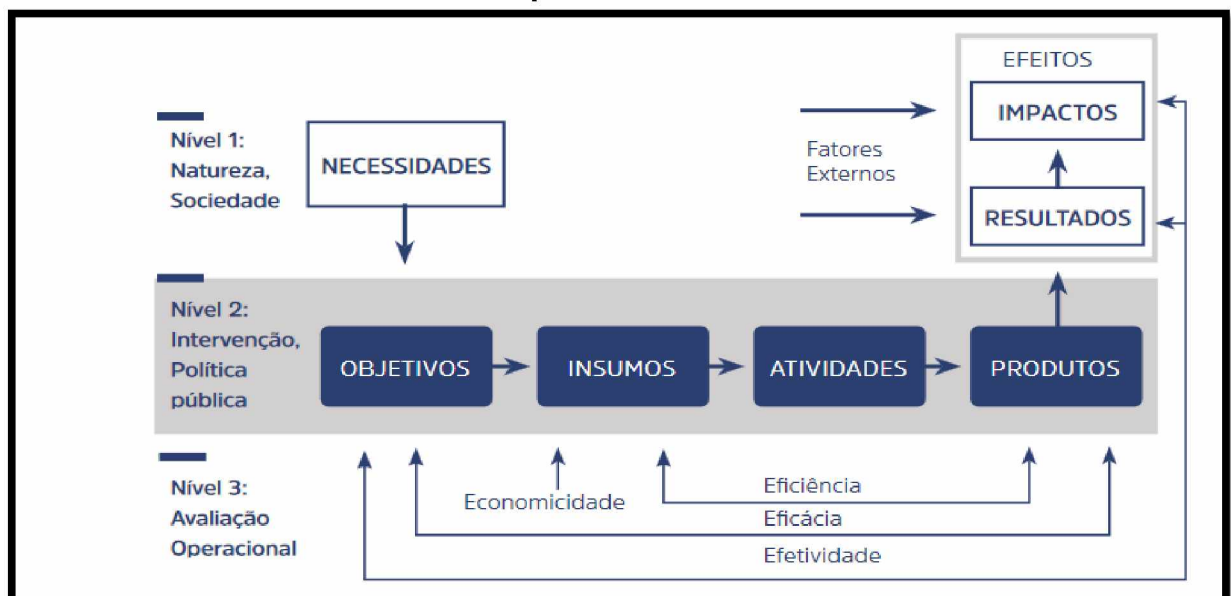 EFEITOS
IMPACTOS
Nível 1:
Natureza,
Sociedade
NECESSIDADES
Fatores
Externos
RESULTADOS
Nível 2:
Intervenção,
Política
pública
OBJETIVOS
INSUMOS
ATIVIDADES
PRODUTOS
Nível 3:
Avaliação
Operacional
Economicidade
Eficiência
Eficácia
Efetividade